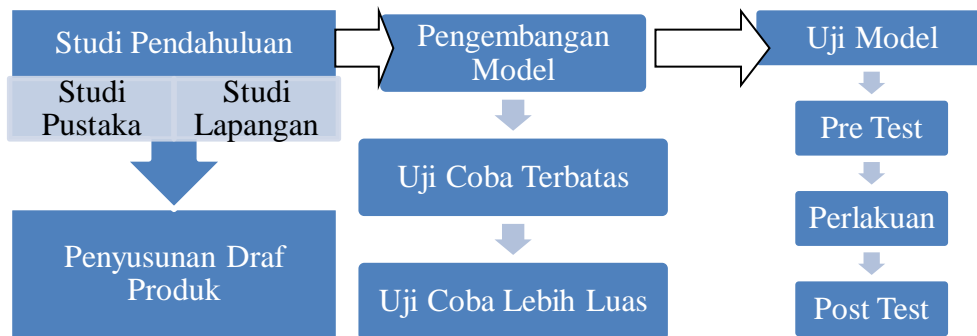 Studi Pendahuluan
Studi
Pustaka
Studi
Lapangan
Penyusunan Draf
Produk
Pengembangan
Model
Uji Coba Terbatas
Uji Coba Lebih Luas
Uji Model
Pre Test
Perlakuan
Post Test